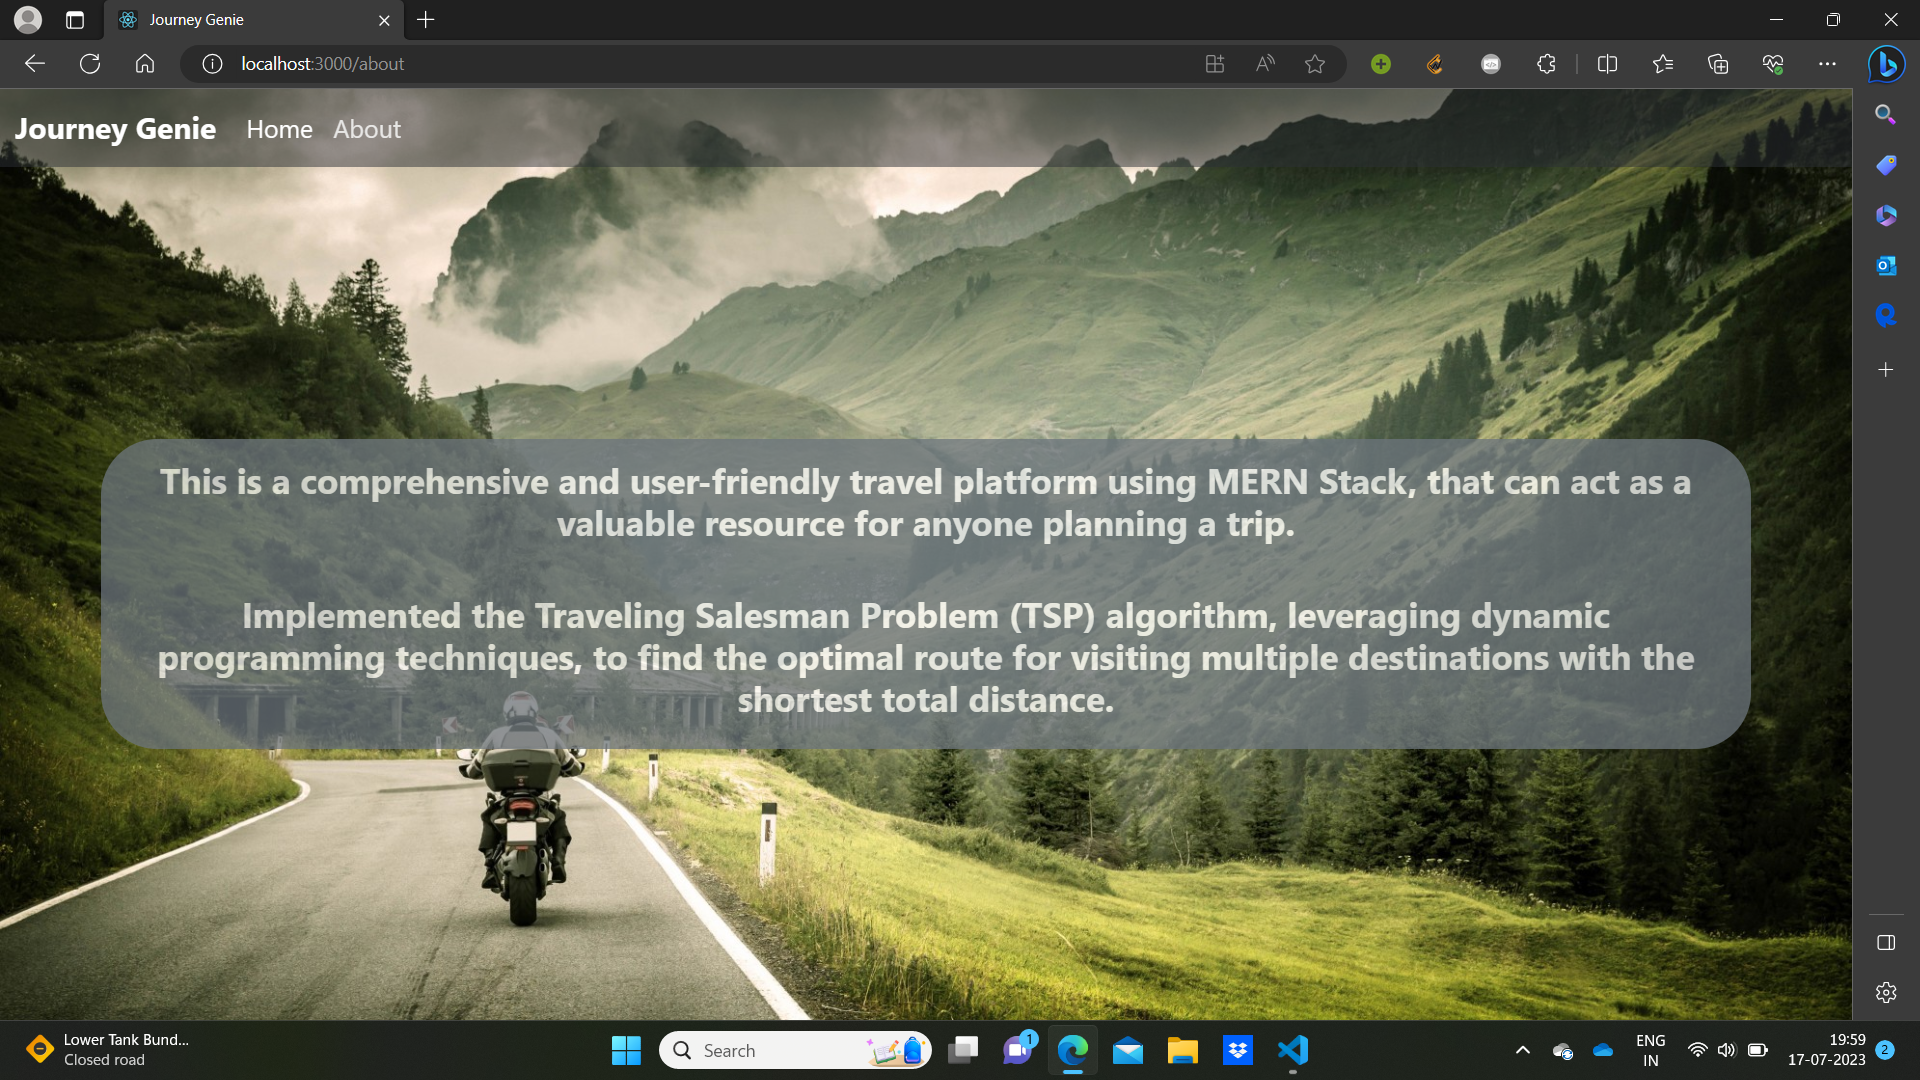 Journey Genie
localhost:3000/about
Journey Genie Home About
This is a comprehensive and user-friendly travel platform using MERN Stack, that can act as a
valuable resource for anyone planning a trip.
Implemented the Traveling Salesman Problem (TSP) algorithm, leveraging dynamic
programming techniques, to find the optimal route for visiting multiple destinations with the
shortest total distance.
Lower Tank Bund...
Closed road
Search
1
ENG
IN
19:59
17-07-2023
2